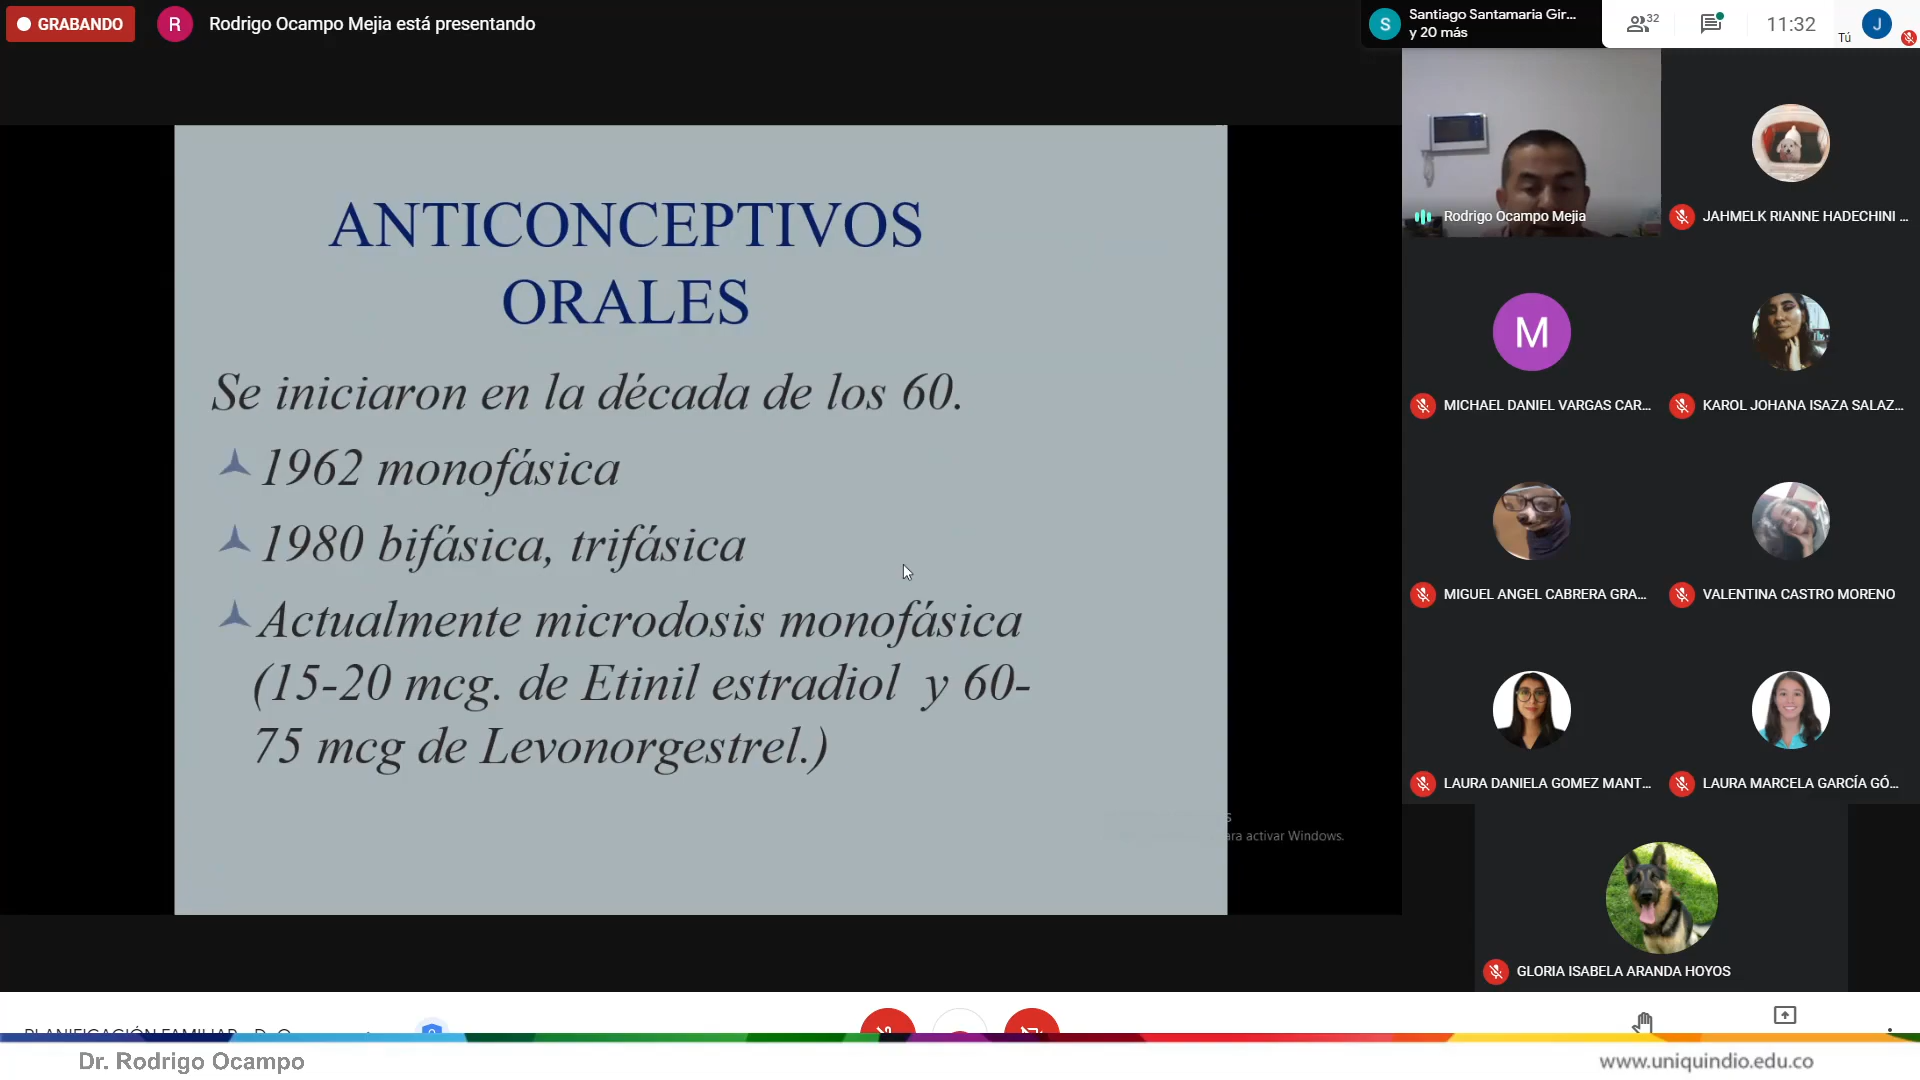 GRABANDO
R
Rodrigo Ocampo Mejia está presentando
S
Santiago Santamaria Gir...
y 20 más
32
11:32
Tú
J
ANTICONCEPTIVOS
ORALES
Se iniciaron en la década de los 60.
1962 monofásica
1980 bifásica, trifásica
Actualmente microdosis monofásica
(15-20 mcg. de Etinil estradiol y 60-
75 mcg de Levonorgestrel.)
para activar Windows.
Rodrigo Ocampo Mejia
JAHMELK RIANNE HADECHINI ...
M
MICHAEL DANIEL VARGAS CAR...
KAROL JOHANA ISAZA SALAZ...
MIGUEL ANGEL CABRERA GRA...
VALENTINA CASTRO MORENO
LAURA DANIELA GOMEZ MANT...
LAURA MARCELA GARCÍA GÓ...
GLORIA ISABELA ARANDA HOYOS
PLANIFICACIÓN FAMILIAR
Dr. Rodrigo Ocampo
www.uniquindio.edu.co